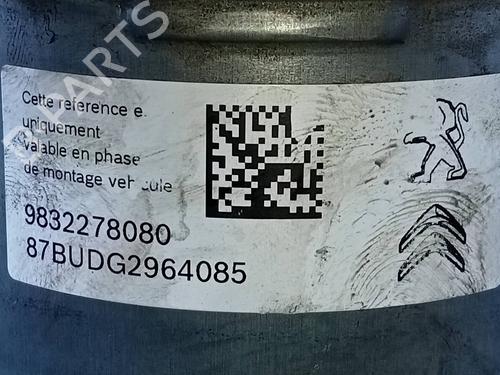 Cette reference e
uniquement
valable en phase
de montage vehicule
9832278080
87BUDG2964085